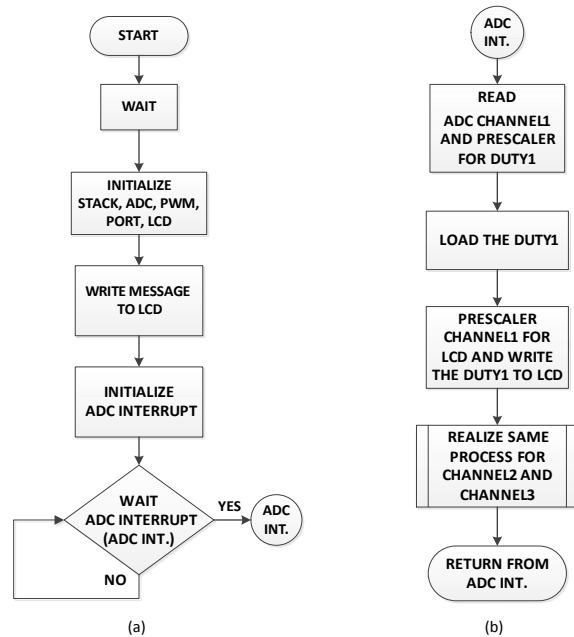 START
WAIT
INITIALIZE
STACK, ADC, PWM,
PORT, LCD
WRITE MESSAGE
TO LCD
INITIALIZE
ADC INTERRUPT
WAIT
ADC INTERRUPT
(ADC INT.)
YES
ADC
INT.
NO
(a)
ADC
INT.
READ
ADC CHANNEL1
AND PRESCALER
FOR DUTY1
LOAD THE DUTY1
PRESCALER
CHANNEL1 FOR
LCD AND WRITE
THE DUTY1 TO LCD
REALIZE SAME
PROCESS FOR
CHANNEL2 AND
CHANNEL3
RETURN FROM
ADC INT.
(b)